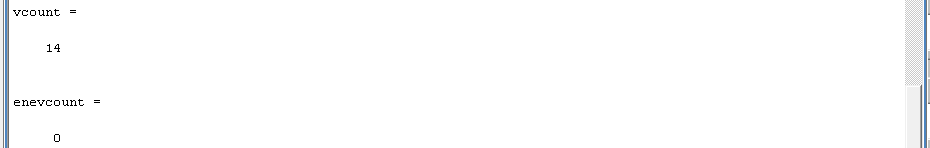 vcount =
14
enevcount =
0